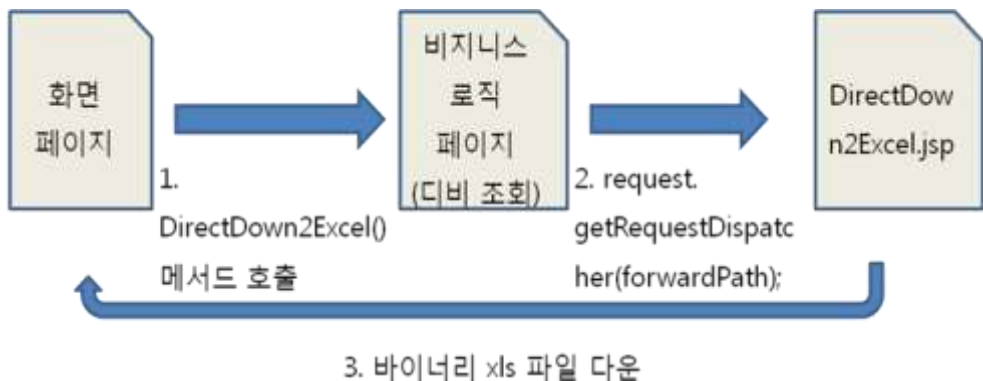 화면
페이지
비지니스
로직
페이지
(디비 조회)
DirectDow
n2Excel.jsp
1.
DirectDown2Excel()
메서드 호출
2. request.
getRequestDispatc
her(forwardPath);
3. 바이너리 xls 파일 다운